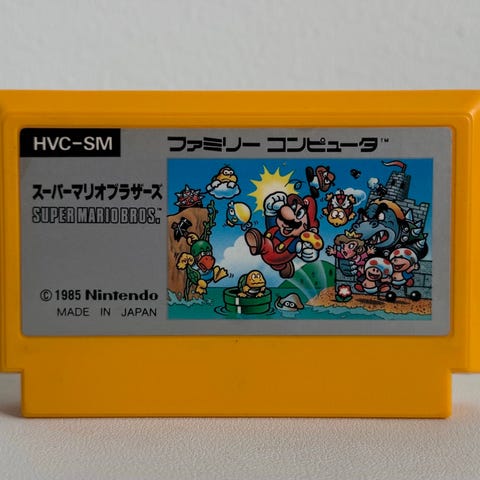 HVC-SM
ファミリー コンピュータ™
スーパーマリオブラザーズ
SUPER MARIO BROS.™
© 1985 Nintendo
MADE IN JAPAN